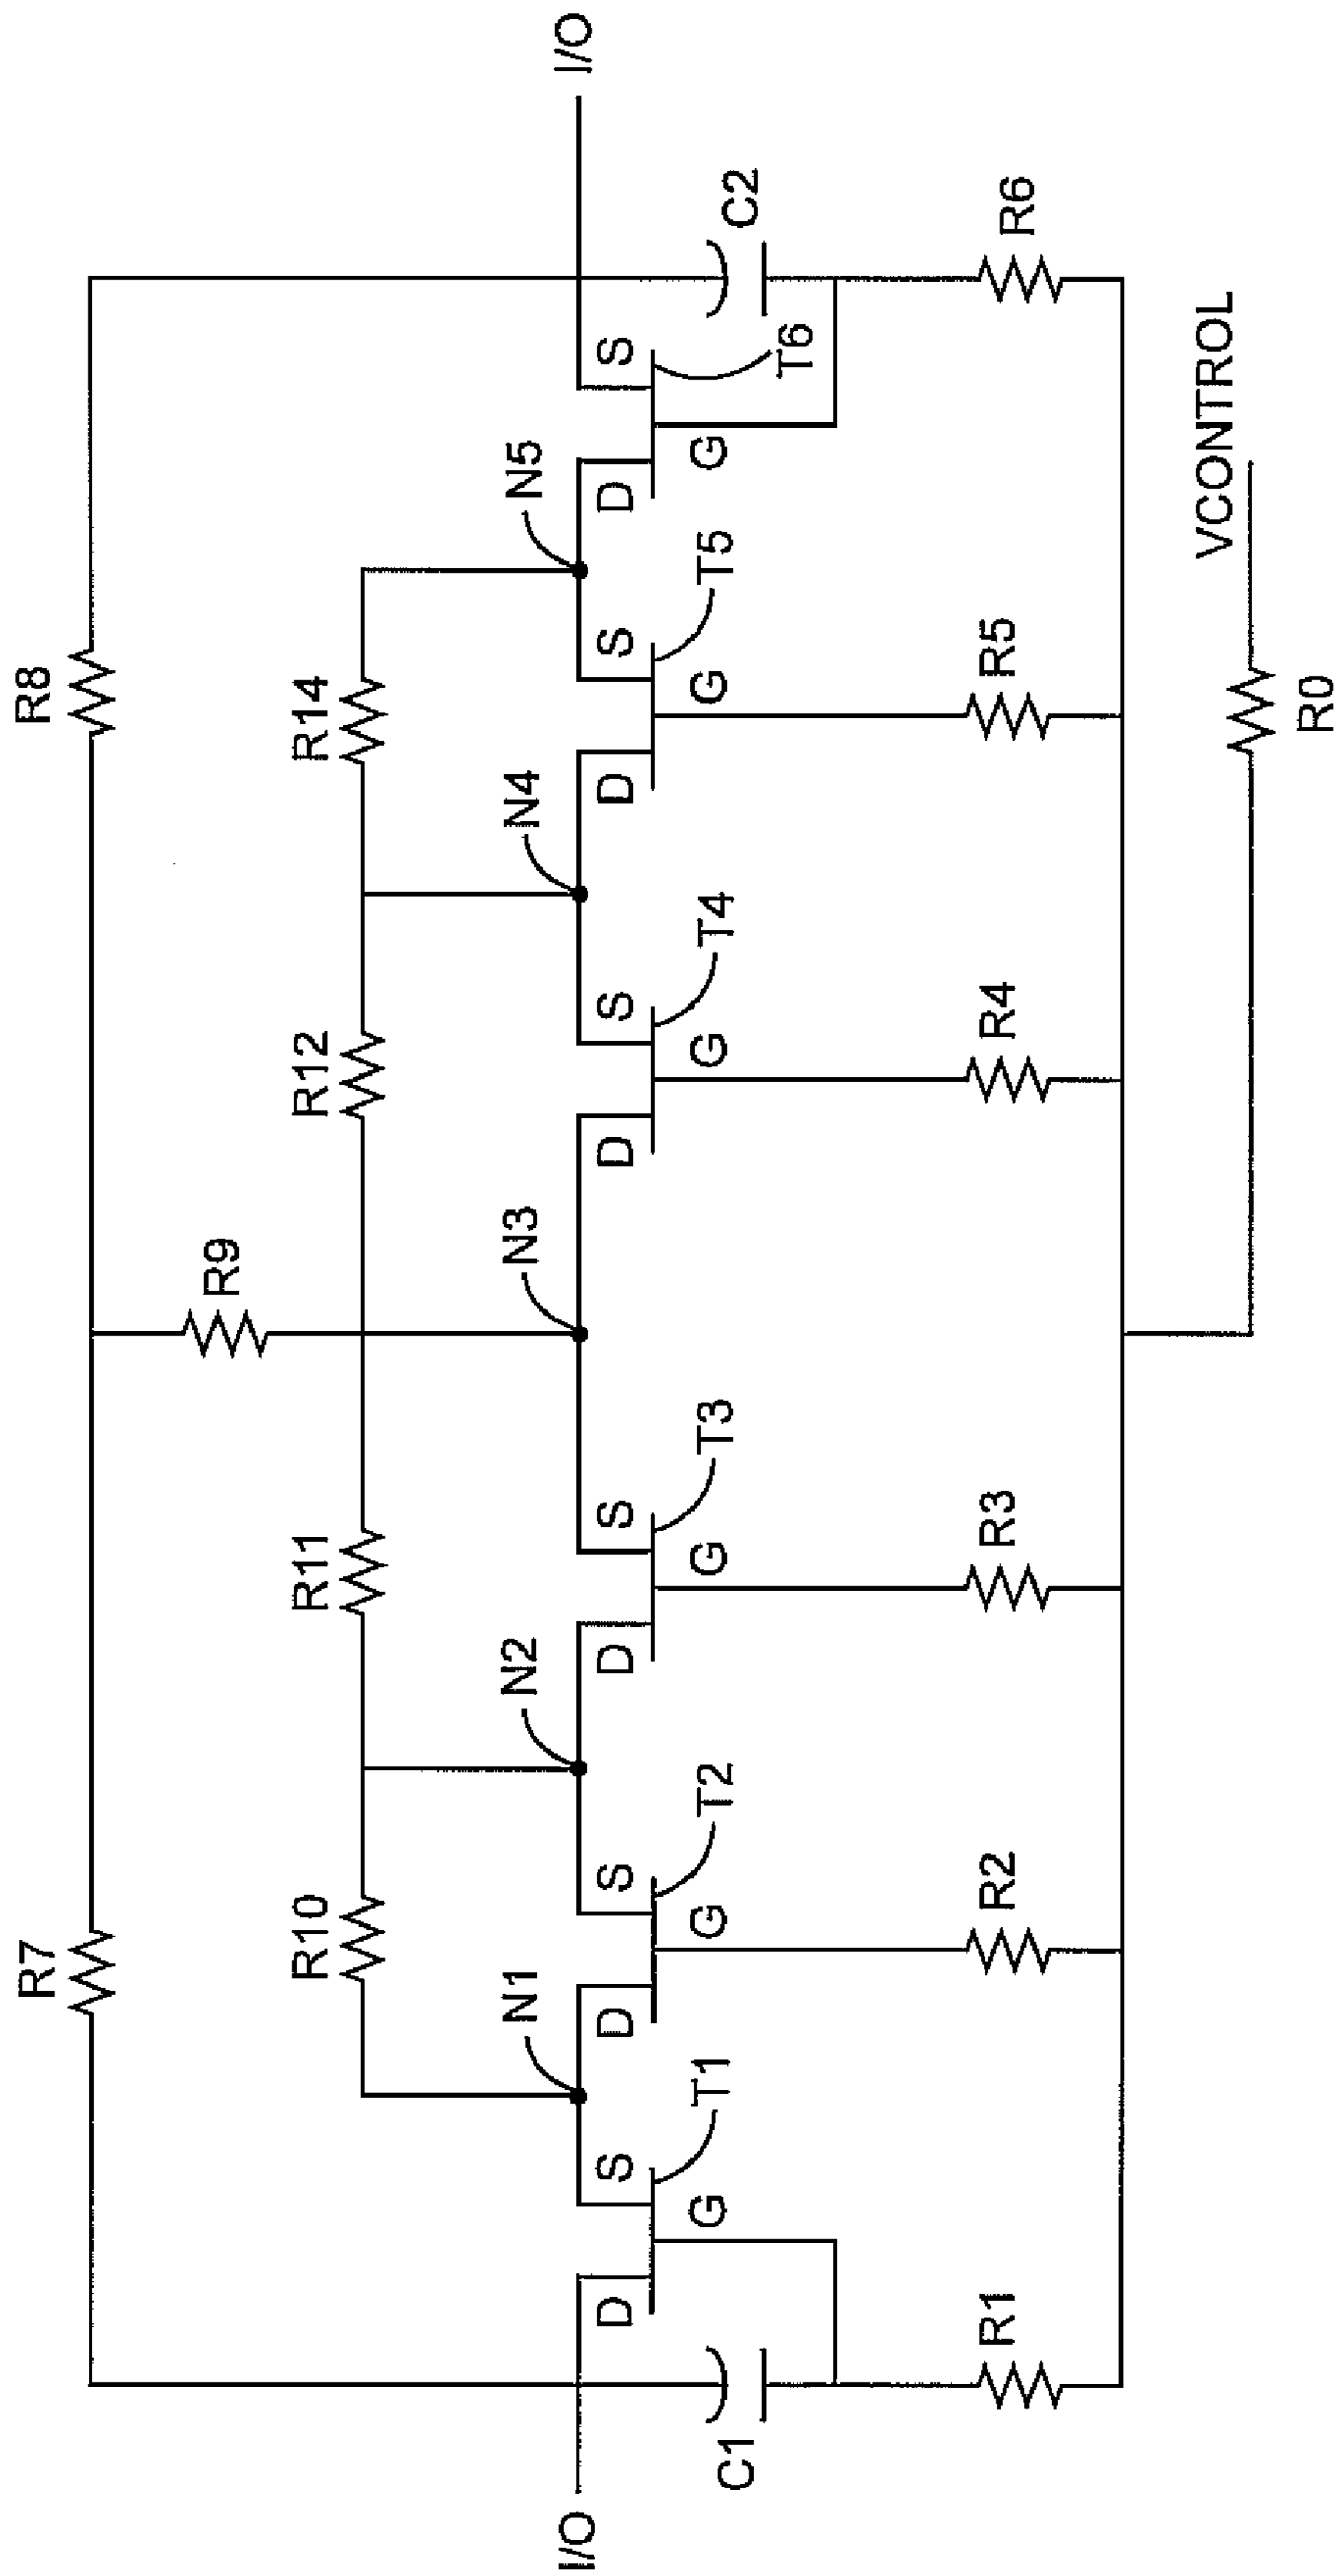 R7
R8
R9
R10
R11
R12
R14
N1
N2
N3
N4
N5
I/O
I/O
D
S
D
S
D
S
D
S
D
S
D
S
G
G
G
G
G
G
T1
T2
T3
T4
T5
T6
C1
C2
R1
R2
R3
R4
R5
R6
VCONTROL
R0